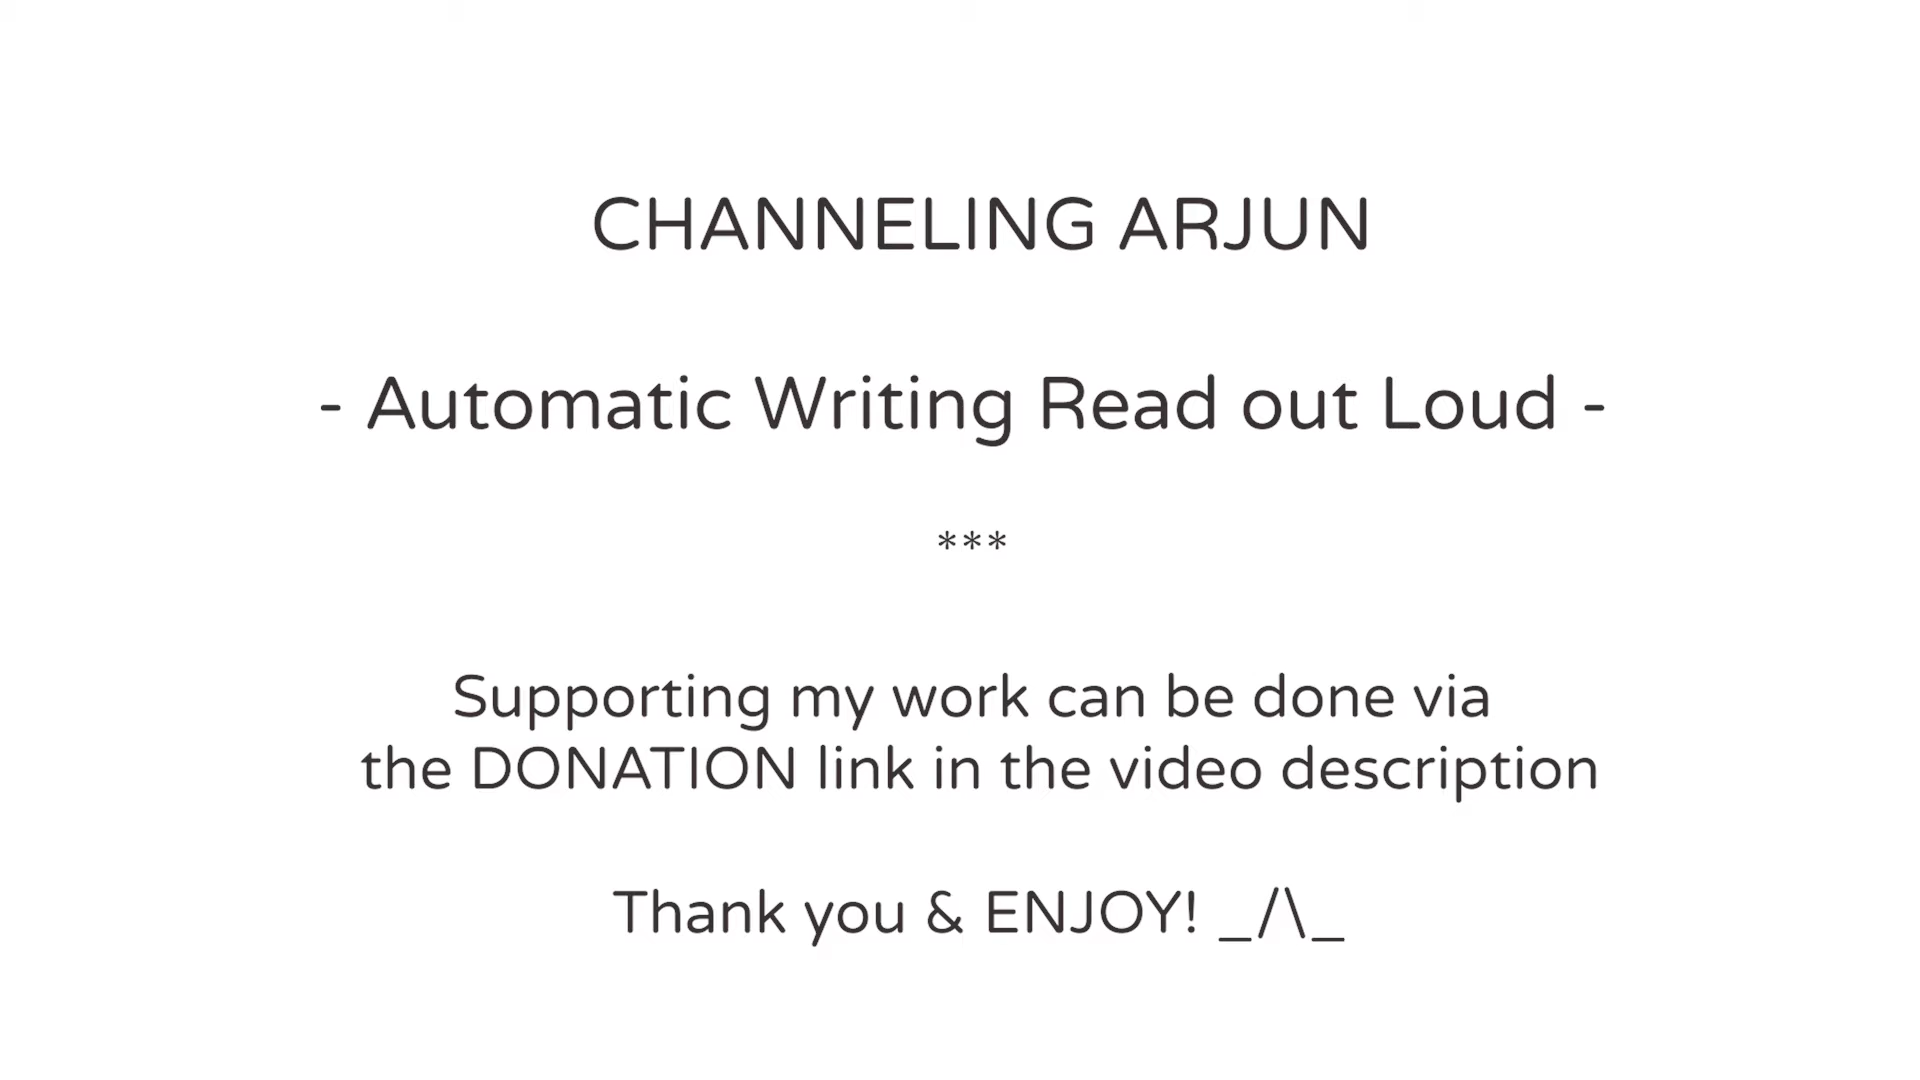 CHANNELING ARJUN
- Automatic Writing Read out Loud -
***
Supporting my work can be done via
the DONATION link in the video description
Thank you & ENJOY! _/\_